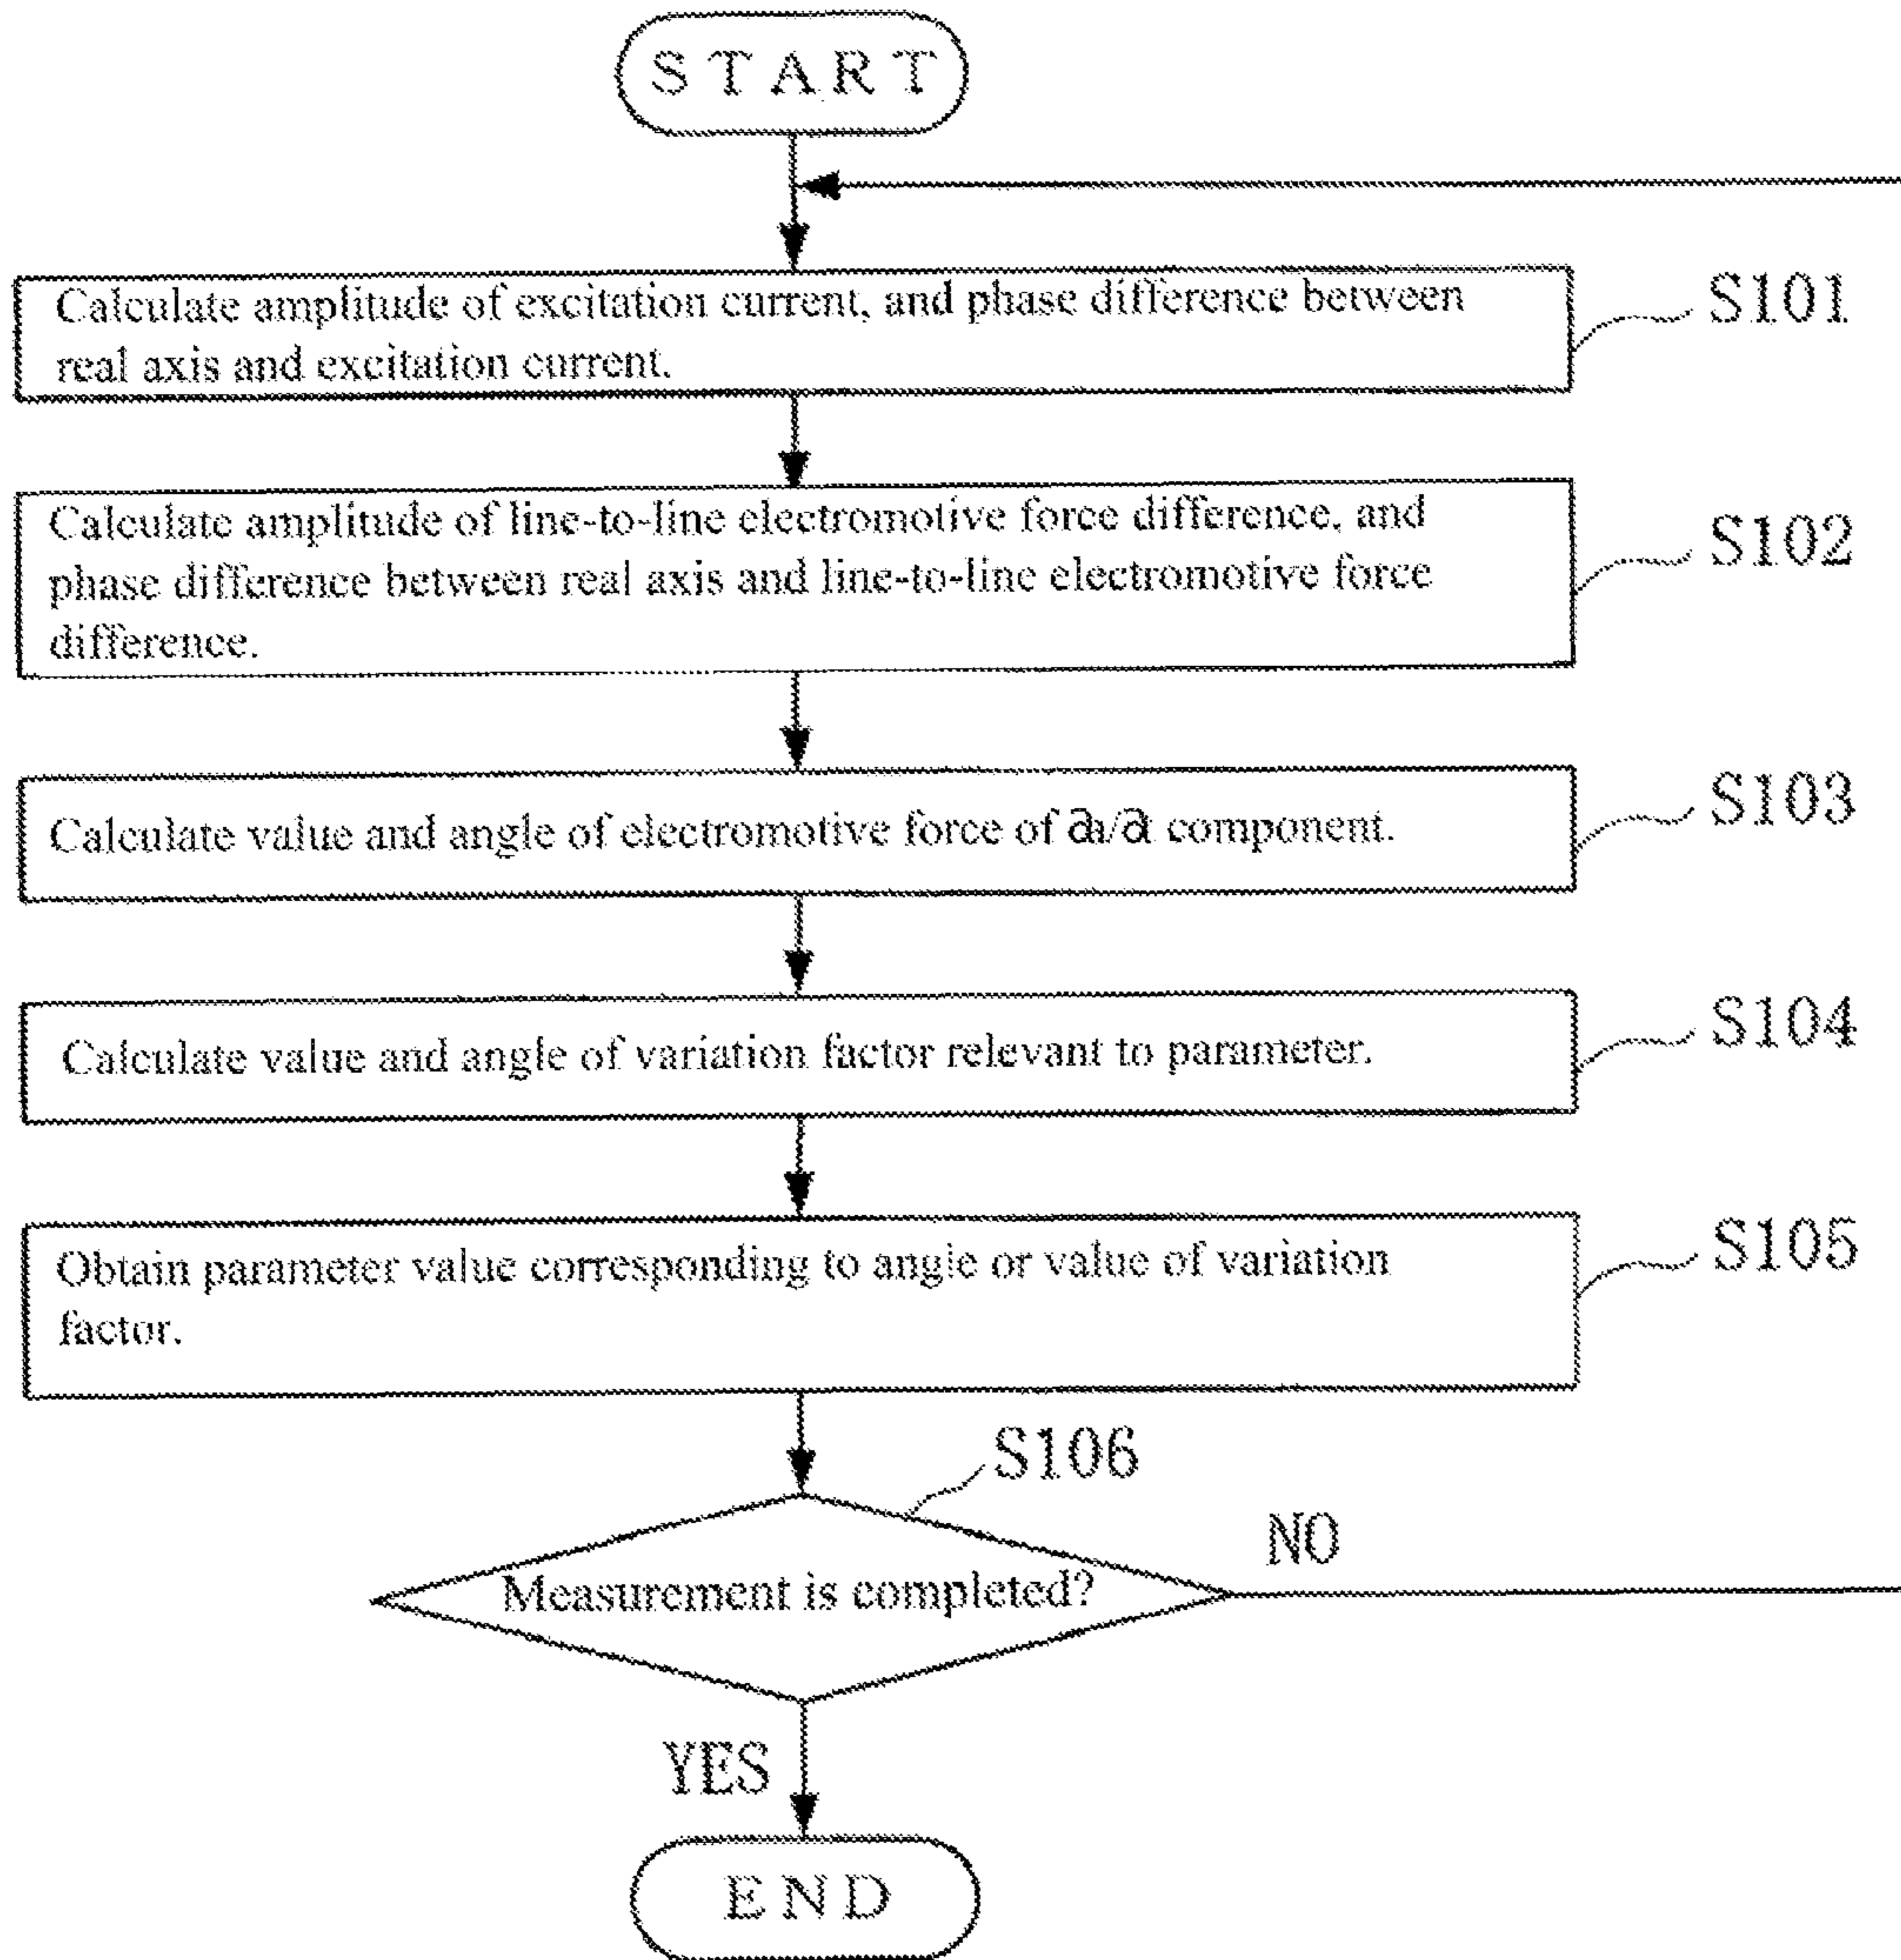 START
Calculate amplitude of excitation current, and phase difference between
real axis and excitation current.
S101
Calculate amplitude of line-to-line electromotive force difference, and
phase difference between real axis and line-to-line electromotive force
difference.
S102
Calculate value and angle of electromotive force of component.
S103
Calculate value and angle of variation factor relevant to parameter.
S104
Obtain parameter value corresponding to angle or value of variation
factor.
S105
S106
Measurement is completed?
NO
YES
END